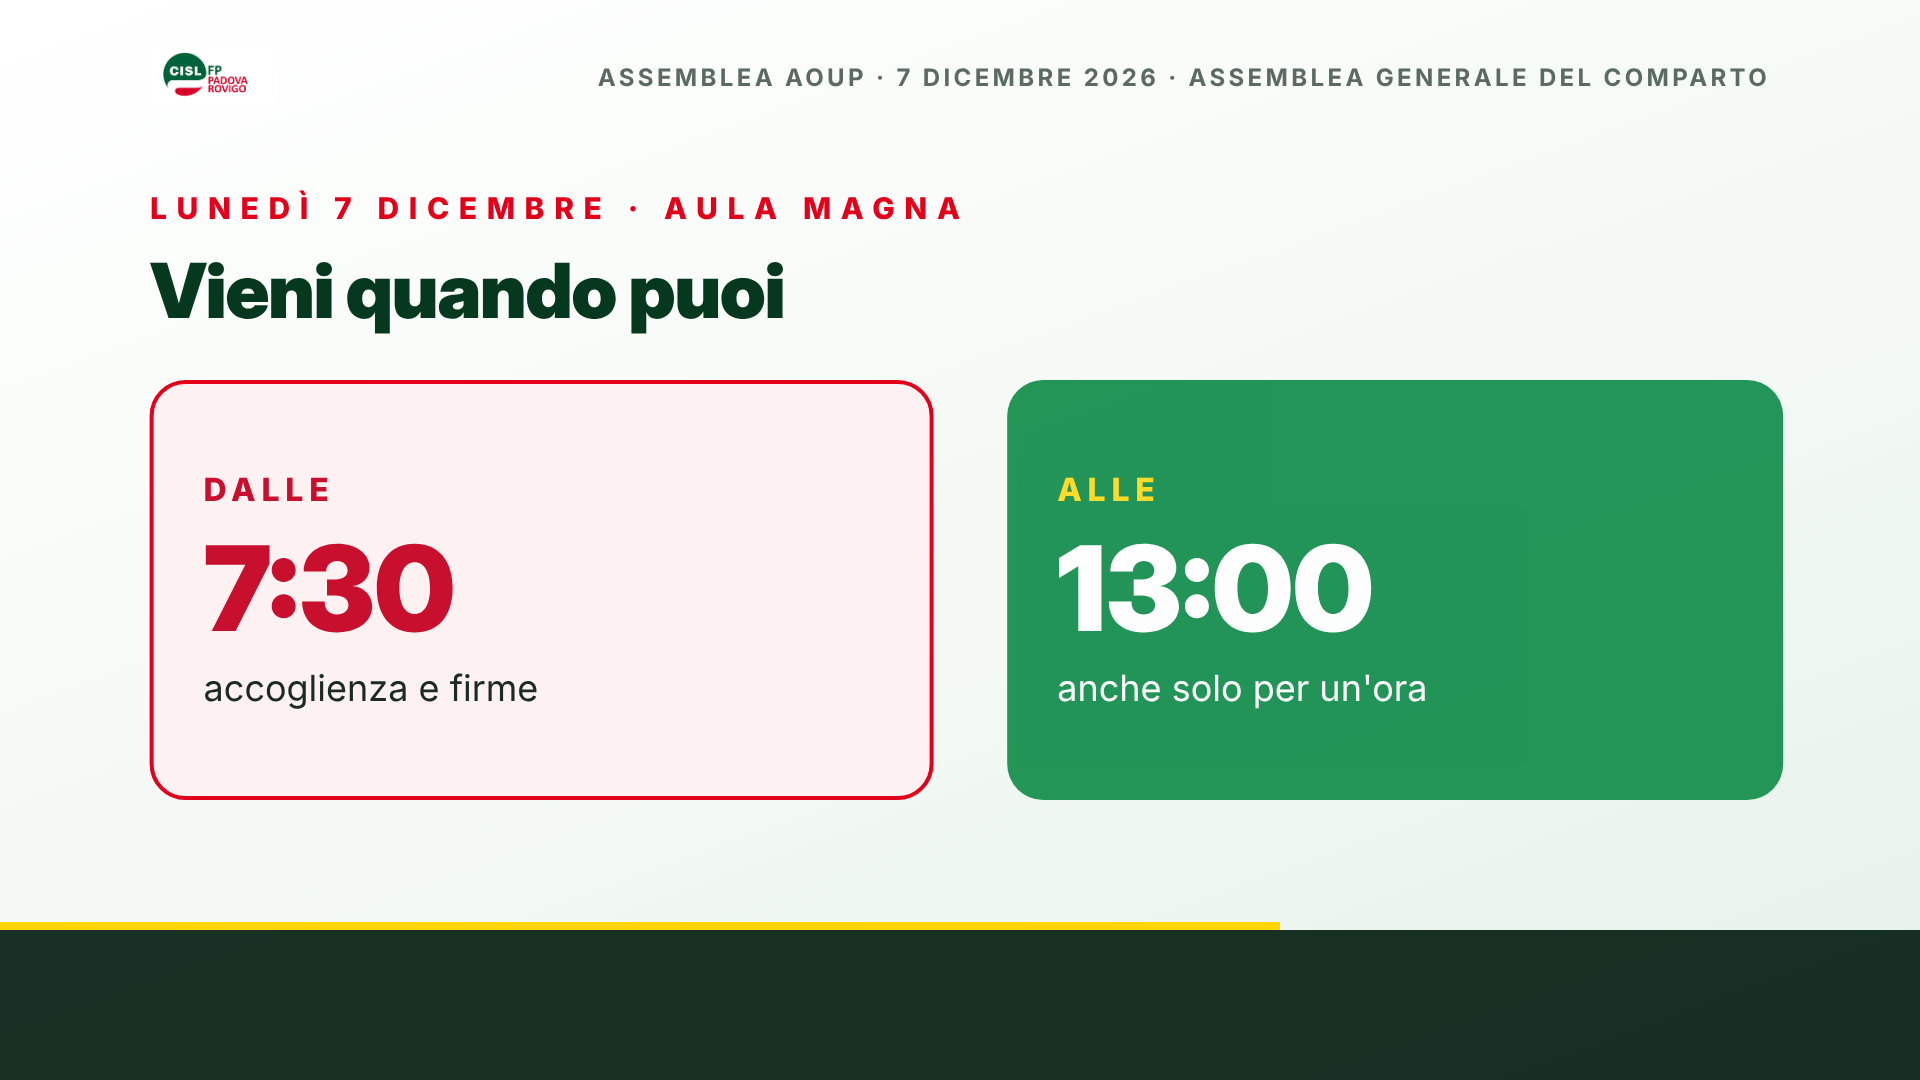 CISL FP
PADOVA
ROVIGO
ASSEMBLEA AOUP · 7 DICEMBRE 2026 · ASSEMBLEA GENERALE DEL COMPARTO
LUNEDÌ 7 DICEMBRE · AULA MAGNA
Vieni quando puoi
DALLE
7:30
accoglienza e firme
ALLE
13:00
anche solo per un'ora